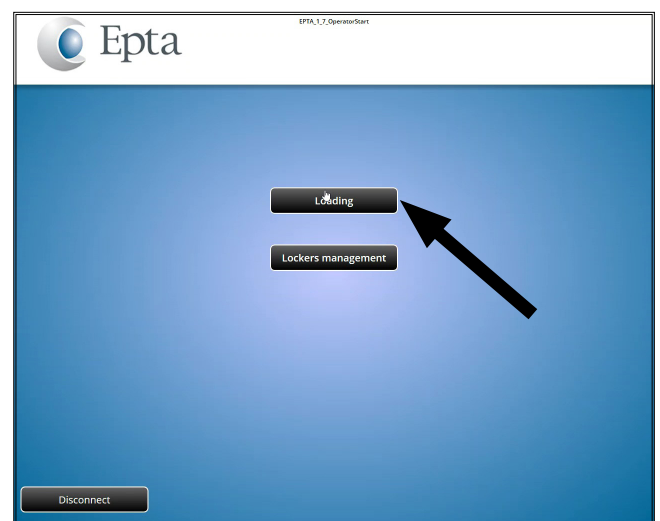 EPTA_1_7_OperatorStart
Epta
Loading
Lockers management
Disconnect